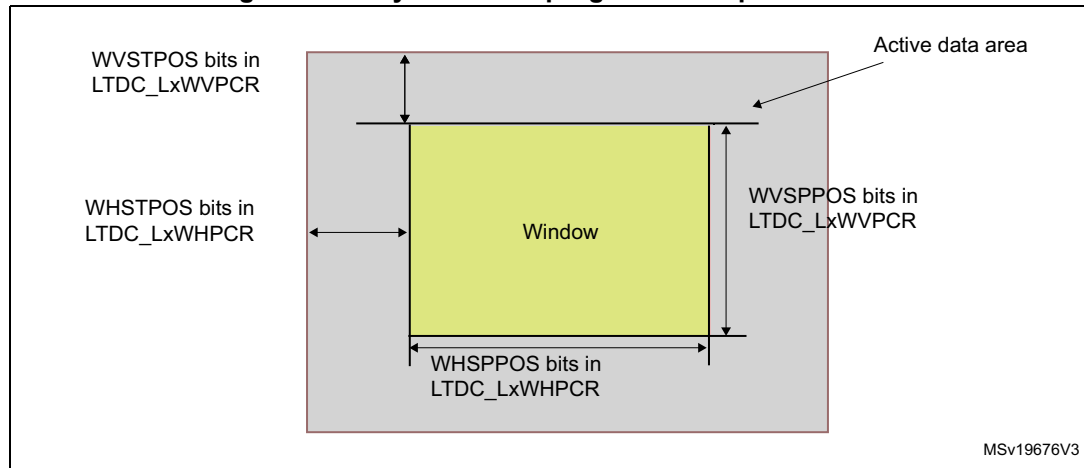 WVSTPOS bits in
LTDC_LxWVPCR
Active data area
WHSTPOS bits in
LTDC_LxWHPCR
Window
WVSPPOS bits in
LTDC_LxWVPCR
WHSPPOS bits in
LTDC_LxWHPCR
MSv19676V3